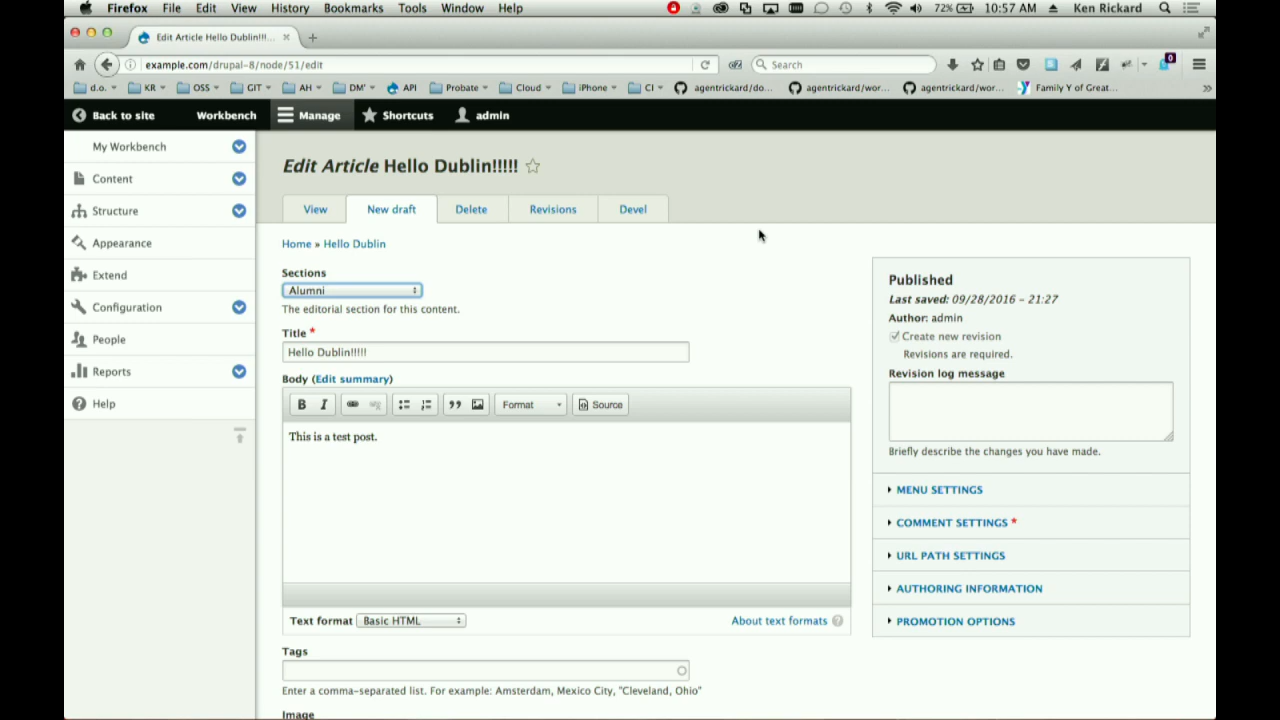 Firefox File Edit View History Bookmarks Tools Window Help 72% 10:57 AM Ken Rickard
Edit Article Hello Dublin!!!...
example.com/drupal-8/node/51/edit Search 0
d.o. KR OSS GIT AH DM' API Probate Cloud iPhone CI agentrickard/do... agentrickard/wor... agentrickard/wor... Family Y of Great...
Back to site Workbench Manage Shortcuts admin
My Workbench
Content
Structure
Appearance
Extend
Configuration
People
Reports
Help
Edit Article Hello Dublin!!!!!
View New draft Delete Revisions Devel
Home » Hello Dublin
Sections
Alumni
The editorial section for this content.
Title *
Hello Dublin!!!!!
Body (Edit summary)
B I Format Source
This is a test post.
Text format Basic HTML About text formats ?
Tags
Enter a comma-separated list. For example: Amsterdam, Mexico City, "Cleveland, Ohio"
Image
Published
Last saved: 09/28/2016 - 21:27
Author: admin
Create new revision
Revisions are required.
Revision log message
Briefly describe the changes you have made.
MENU SETTINGS
COMMENT SETTINGS *
URL PATH SETTINGS
AUTHORING INFORMATION
PROMOTION OPTIONS